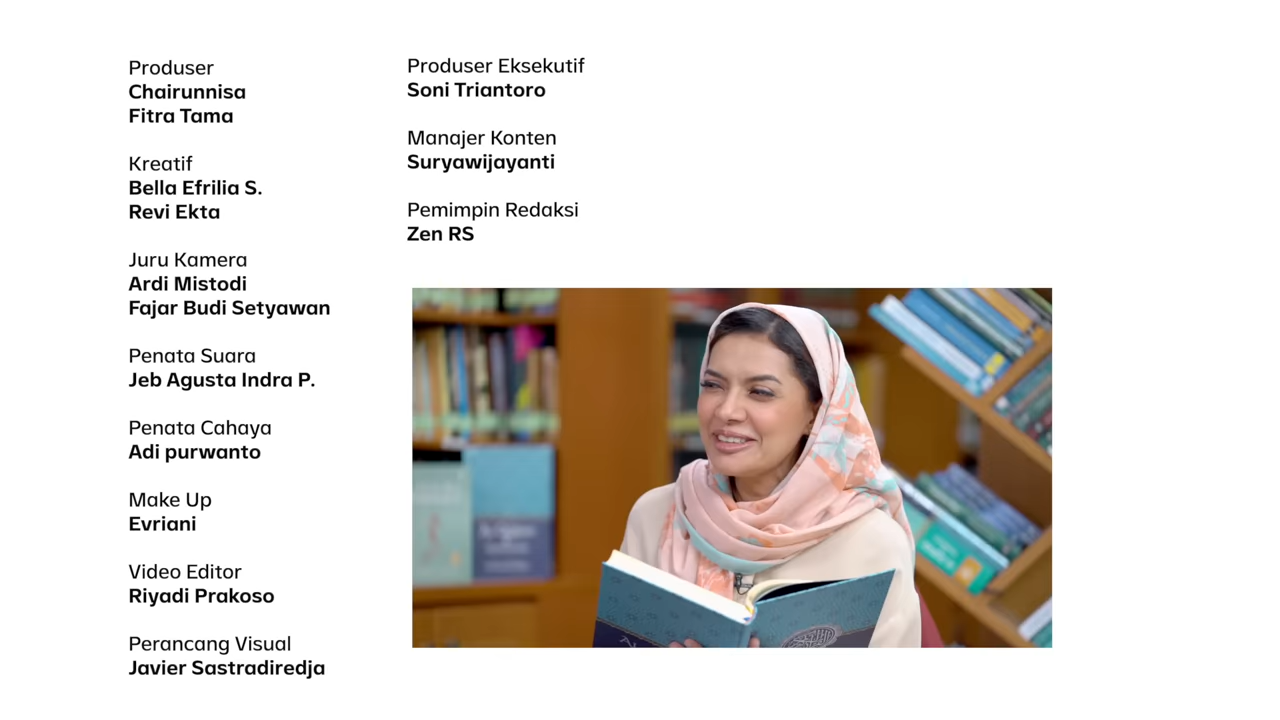 Produser
Chairunnisa
Fitra Tama
Kreatif
Bella Efrilia S.
Revi Ekta
Juru Kamera
Ardi Mistodi
Fajar Budi Setyawan
Penata Suara
Jeb Agusta Indra P.
Penata Cahaya
Adi purwanto
Make Up
Evriani
Video Editor
Riyadi Prakoso
Perancang Visual
Javier Sastradiredja
Produser Eksekutif
Soni Triantoro
Manajer Konten
Suryawijayanti
Pemimpin Redaksi
Zen RS